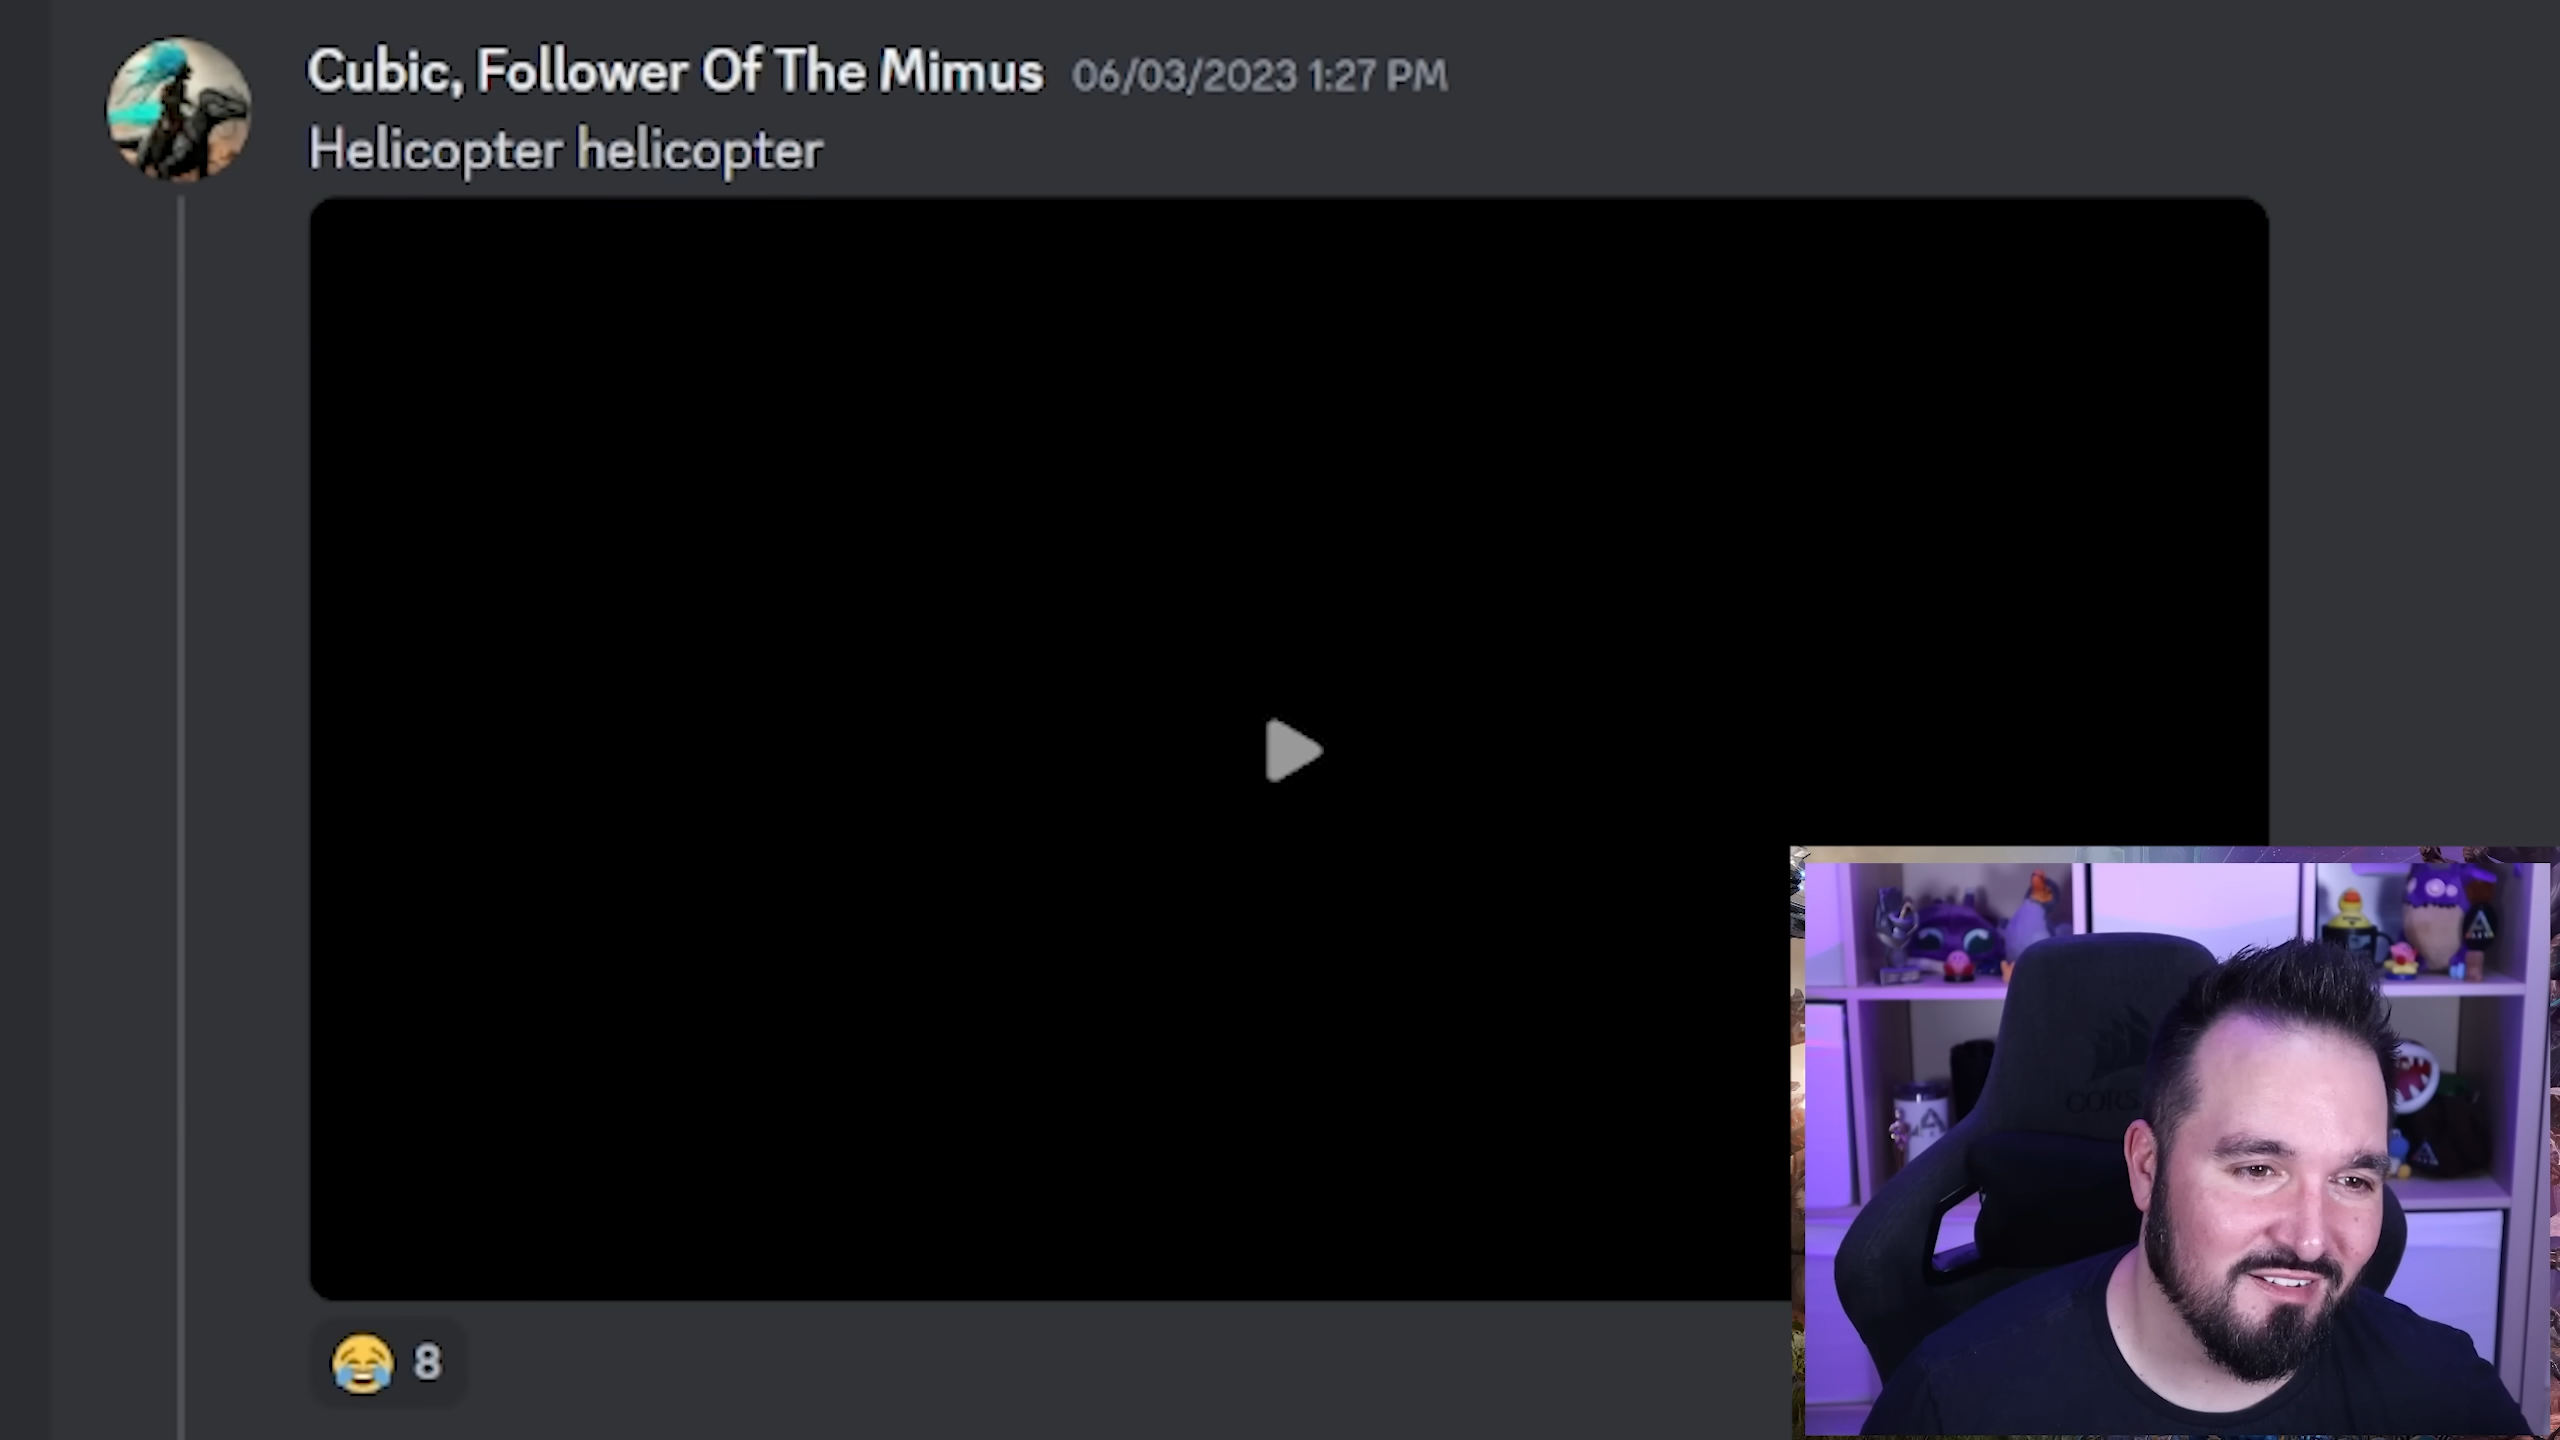 Cubic, Follower Of The Mimus 06/03/2023 1:27 PM
Helicopter helicopter
8